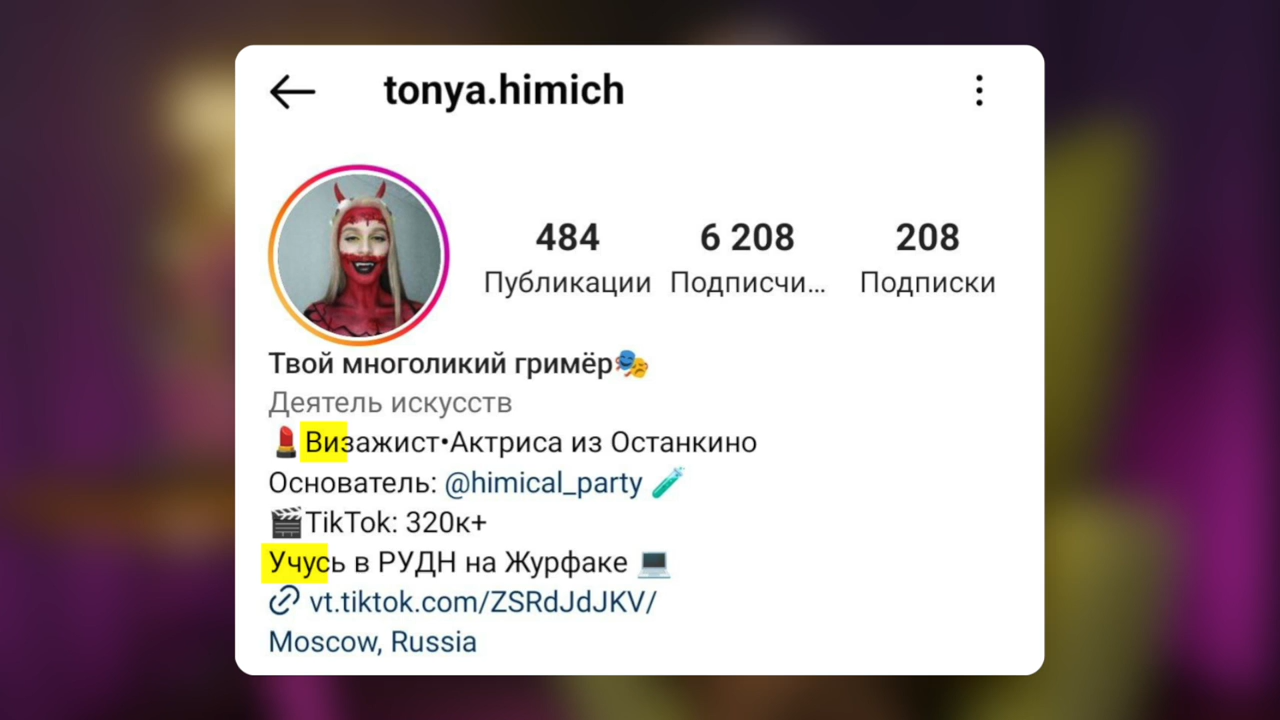 tonya.himich
484 6 208 208
Публикации Подписчи... Подписки
Твой многоликий гримёр🎭
Деятель искусств
💄Визажист•Актриса из Останкино
Основатель: @himical_party 🧪
🎬TikTok: 320к+
Учусь в РУДН на Журфаке 💻
vt.tiktok.com/ZSRdJdJKV/
Moscow, Russia